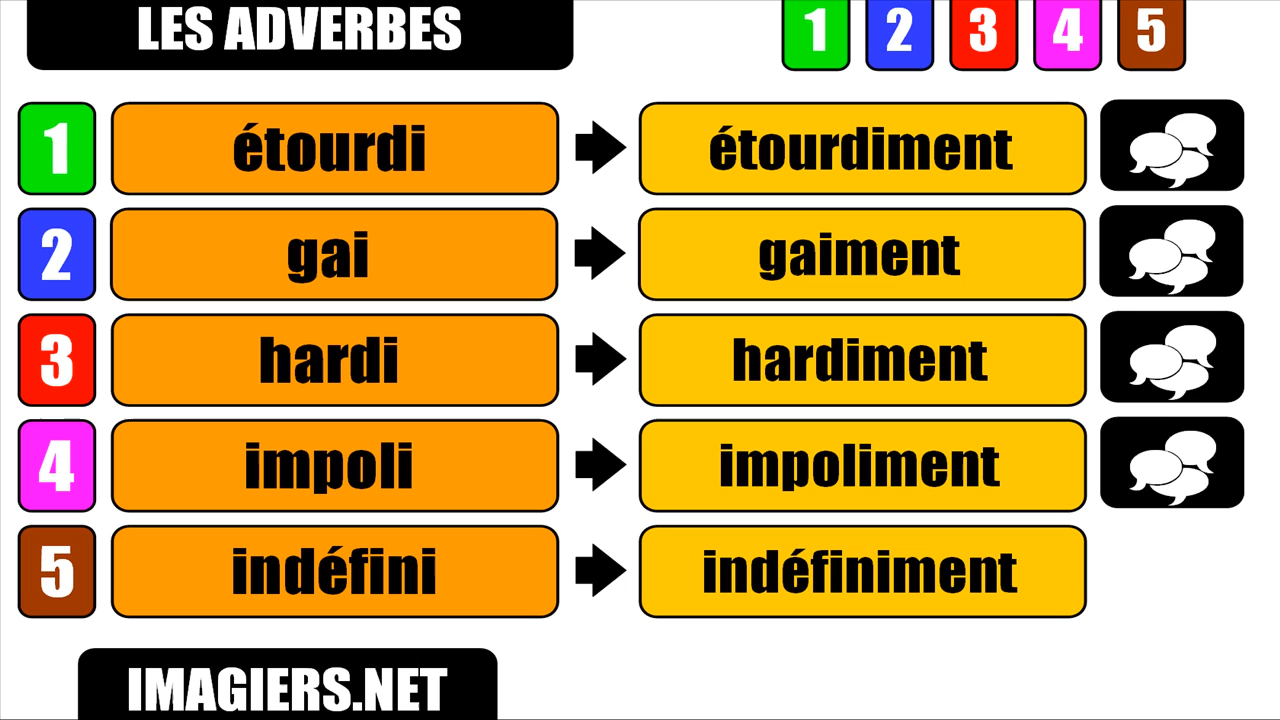 LES ADVERBES
1 2 3 4 5
1 étourdi étourdiment
2 gai gaiment
3 hardi hardiment
4 impoli impoliment
5 indéfini indéfiniment
IMAGIERS.NET